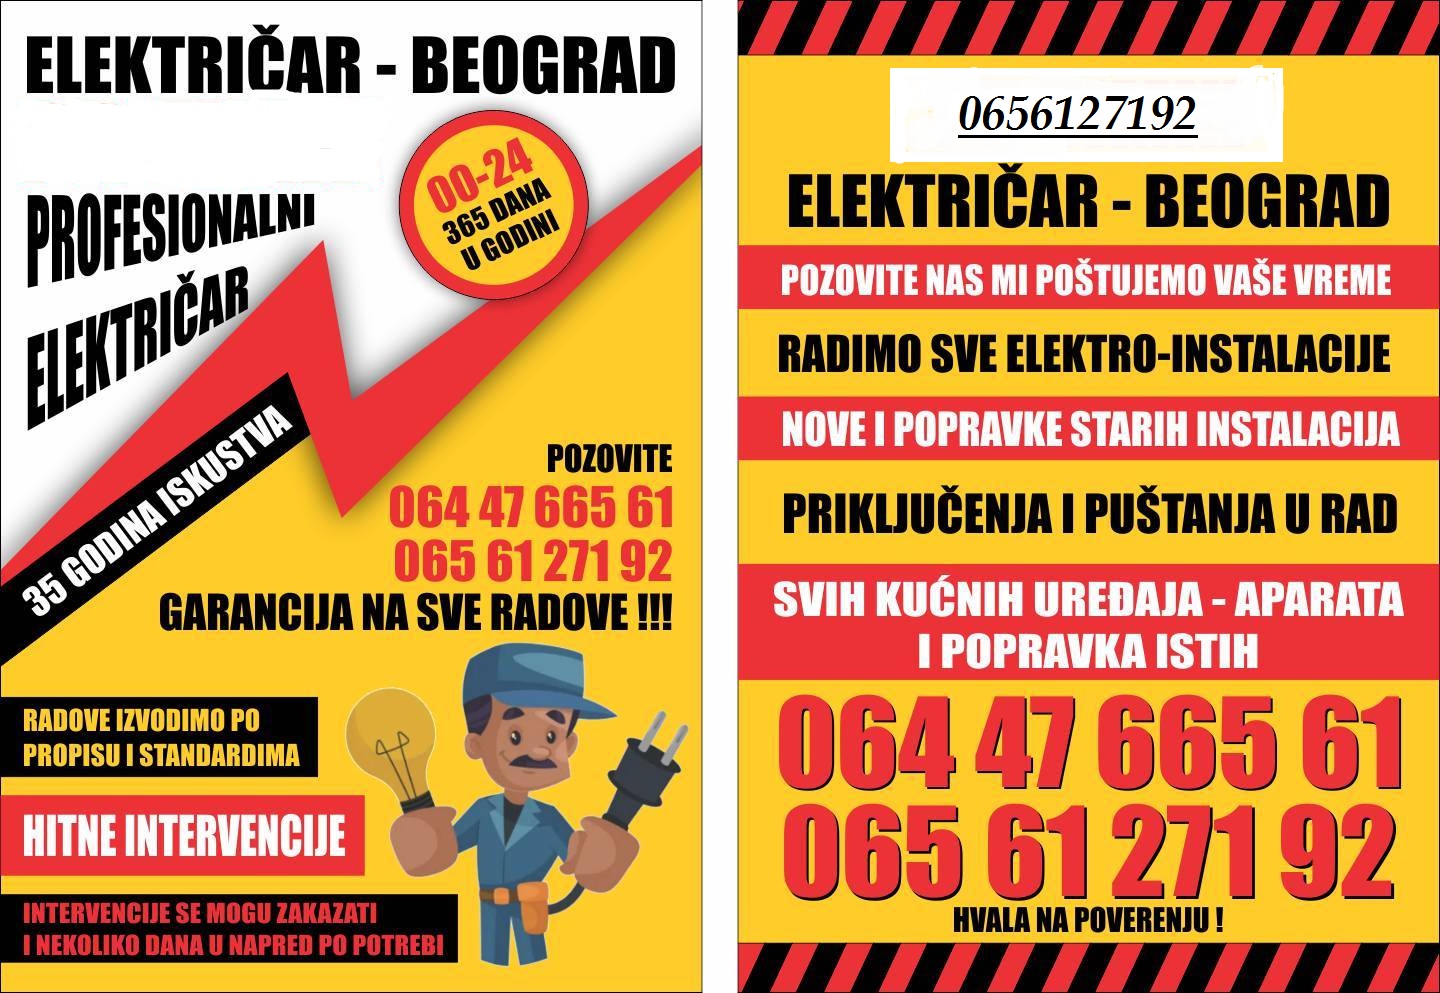 ELEKTRIČAR - BEOGRAD
PROFESIONALNI
ELEKTRIČAR
00-24
365 DANA
U GODINI
35 GODINA ISKUSTVA
POZOVITE
064 47 665 61
065 61 271 92
GARANCIJA NA SVE RADOVE !!!
RADOVE IZVODIMO PO
PROPISU I STANDARDIMA
HITNE INTERVENCIJE
INTERVENCIJE SE MOGU ZAKAZATI
I NEKOLIKO DANA U NAPRED PO POTREBI
0656127192
ELEKTRIČAR - BEOGRAD
POZOVITE NAS MI POŠTUJEMO VAŠE VREME
RADIMO SVE ELEKTRO-INSTALACIJE
NOVE I POPRAVKE STARIH INSTALACIJA
PRIKLJUČENJA I PUŠTANJA U RAD
SVIH KUĆNIH UREĐAJA - APARATA
I POPRAVKA ISTIH
064 47 665 61
065 61 271 92
HVALA NA POVERENJU !